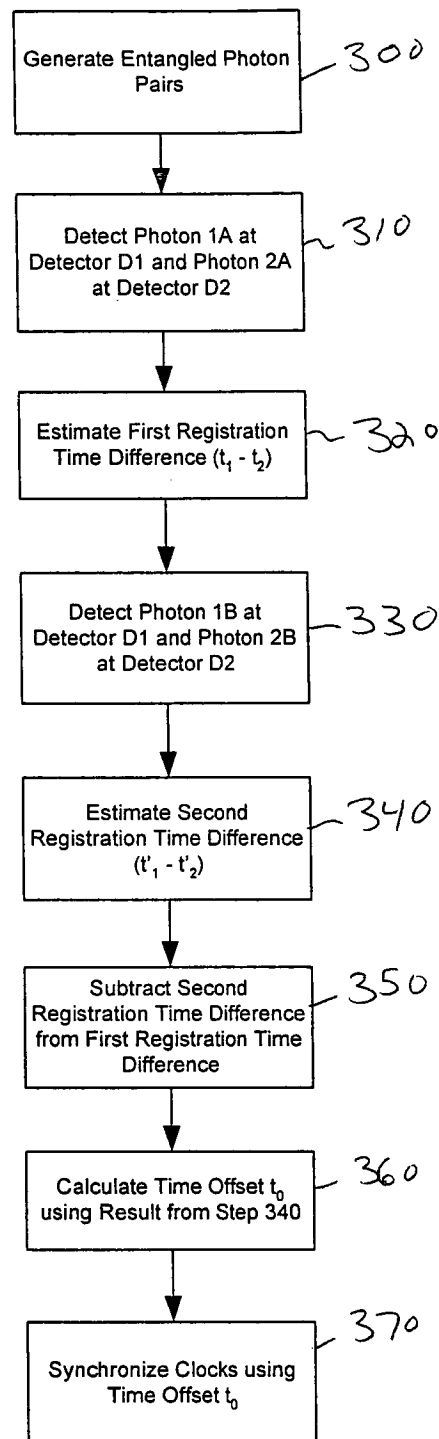 Generate Entangled Photon
Pairs
300
Detect Photon 1A at
Detector D1 and Photon 2A
at Detector D2
310
Estimate First Registration
Time Difference (t₁ - t₂)
320
Detect Photon 1B at
Detector D1 and Photon 2B
at Detector D2
330
Estimate Second
Registration Time Difference
(t'₁ - t'₂)
340
Subtract Second
Registration Time Difference
from First Registration Time
Difference
350
Calculate Time Offset t₀
using Result from Step 340
360
Synchronize Clocks using
Time Offset t₀
370